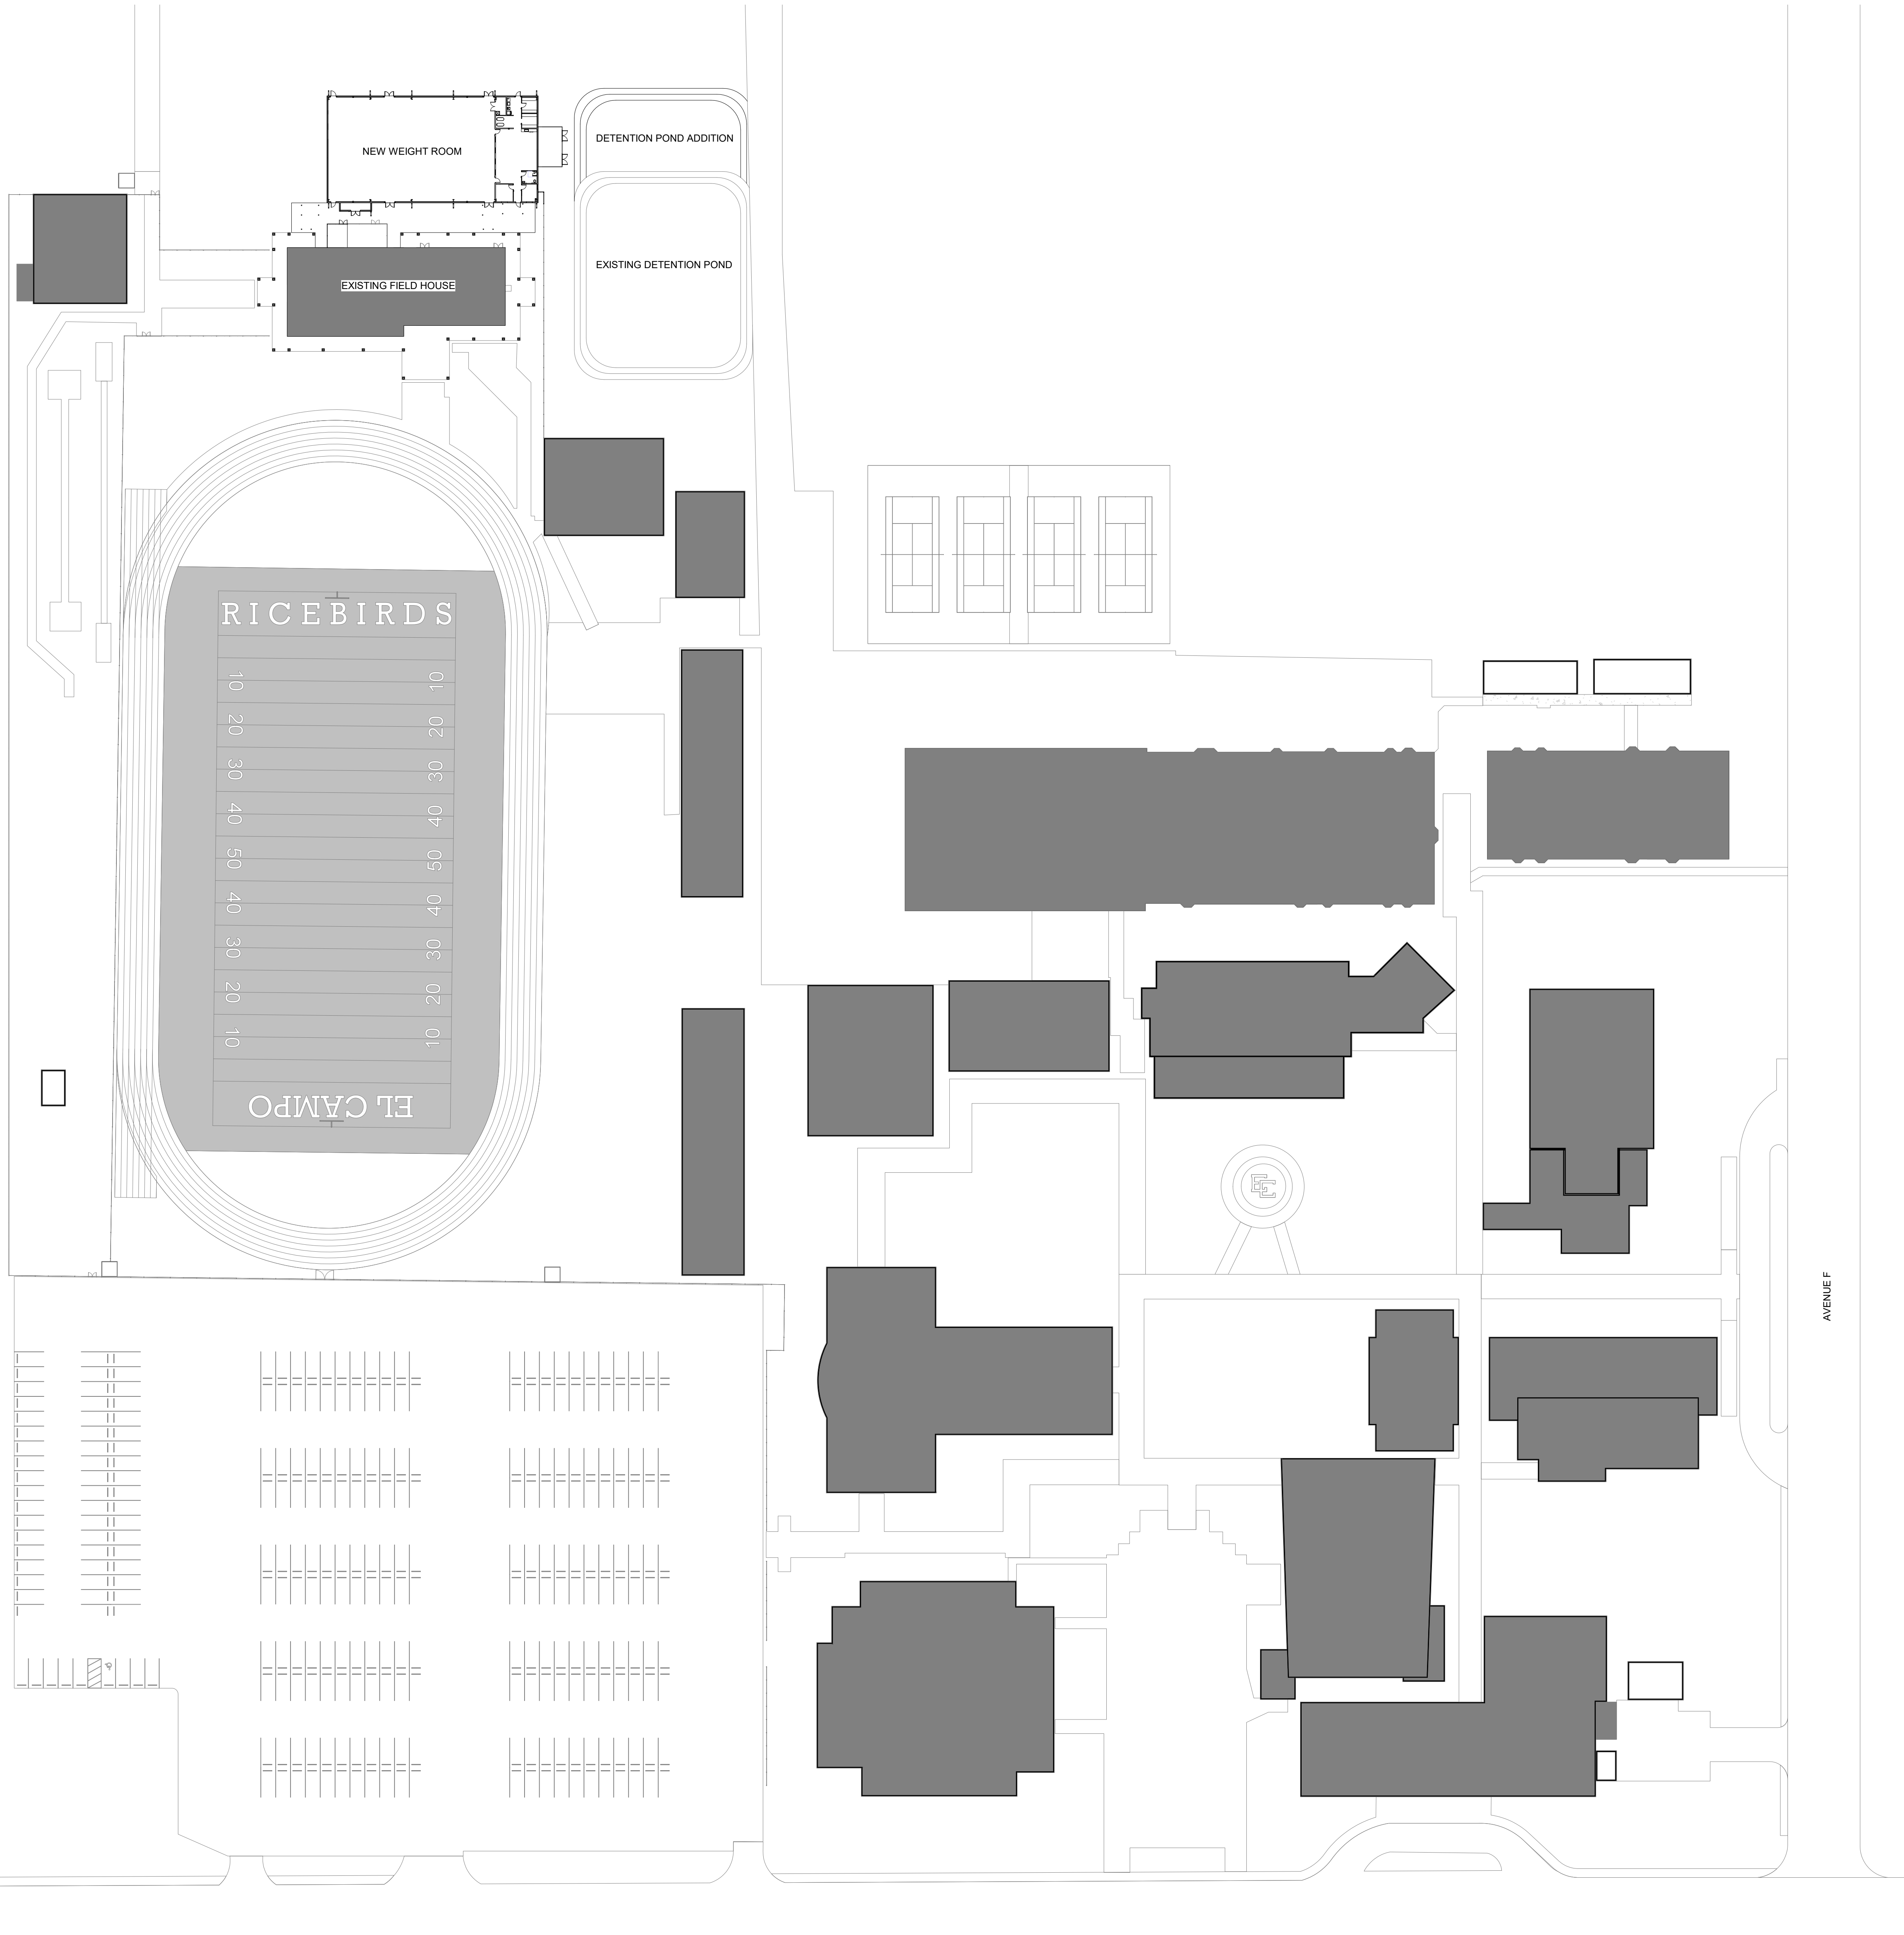 DETENTION POND ADDITION
NEW WEIGHT ROOM
EXISTING DETENTION POND
EXISTING FIELD HOUSE
RICEBIRDS
10 10
20 20
30 30
40 40
50 50
40 40
30 30
20 20
10 10
EL CAMPO
EC
AVENUE F